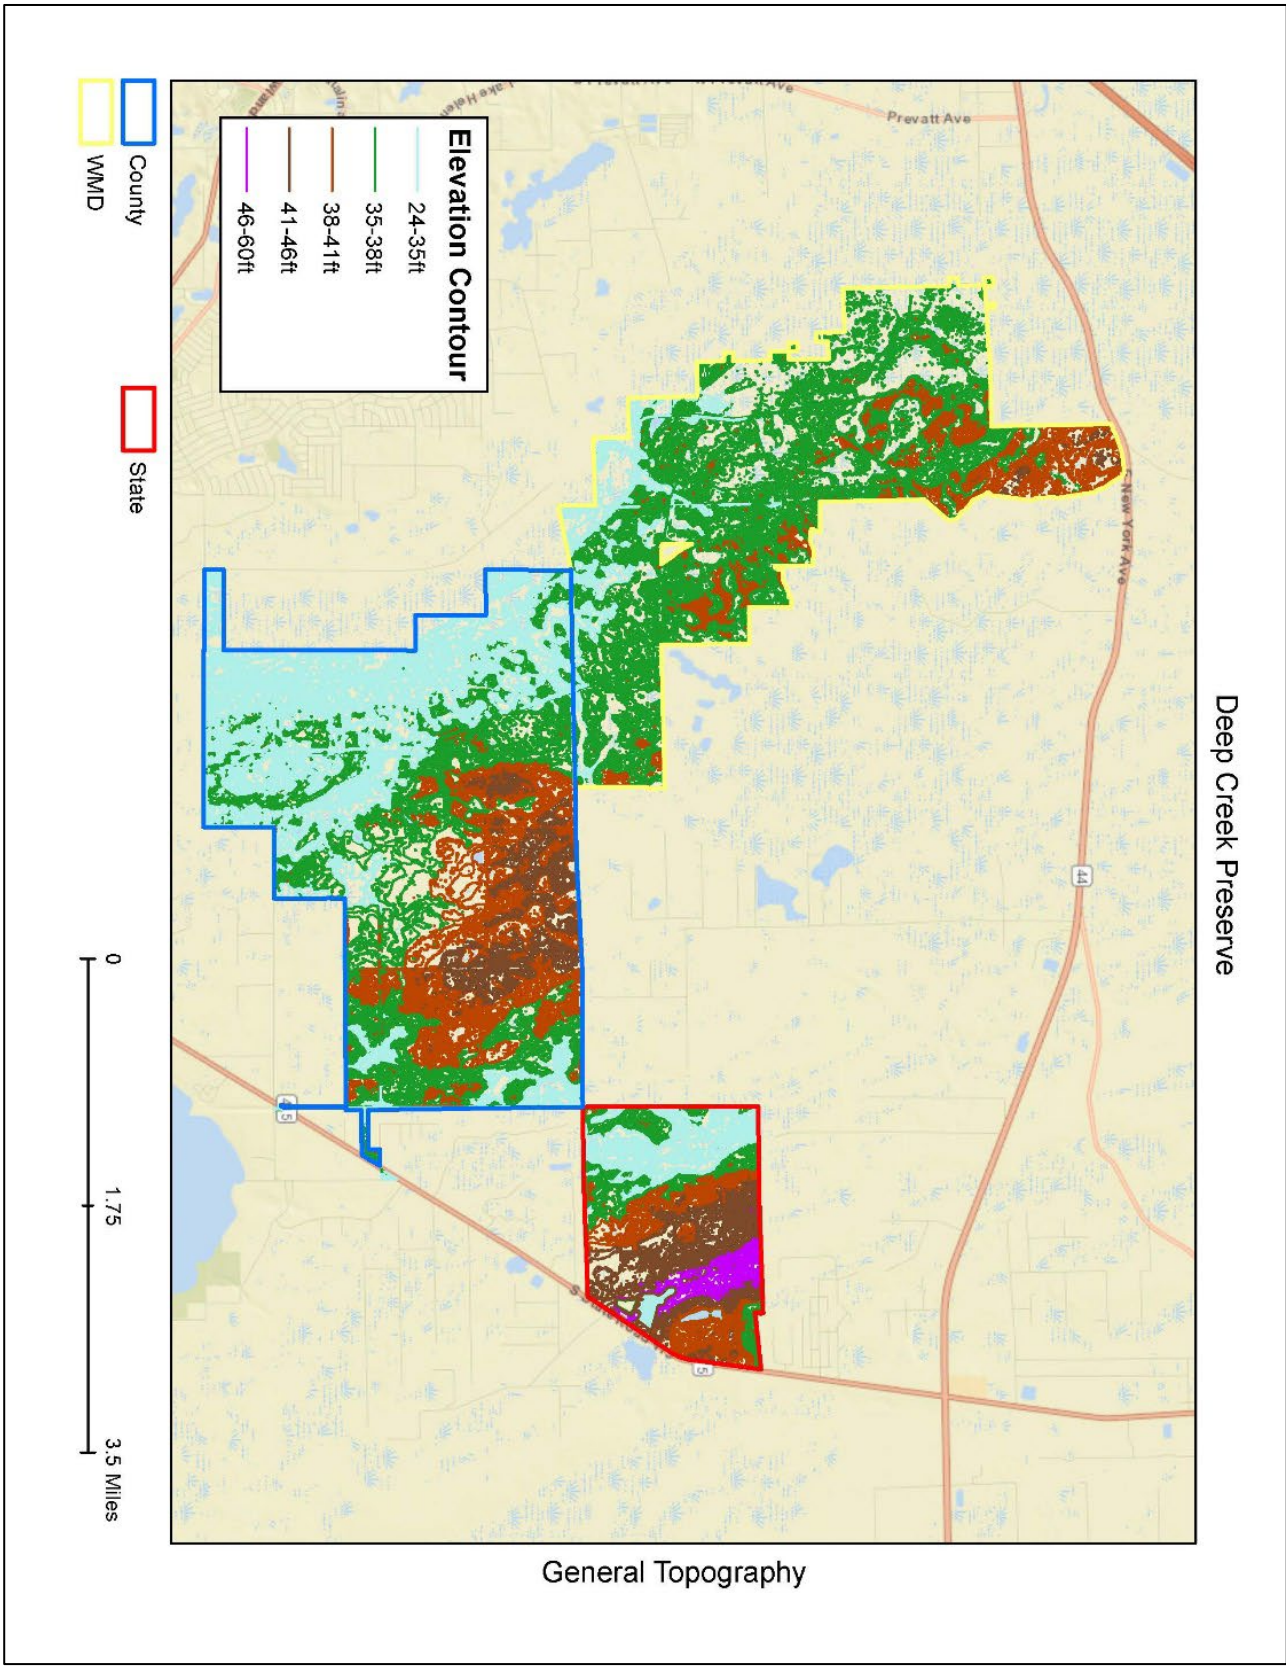 Deep Creek Preserve
Prevatt Ave
S New York Ave
44
Elevation Contour
24-35ft
35-38ft
38-41ft
41-46ft
46-60ft
County
WMD
State
0
1.75
3.5 Miles
General Topography